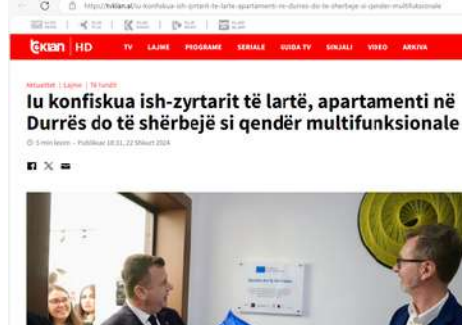 https://tvklan.al/iu-konfiskua-ish-zyrtarit-te-larte-apartamenti-ne-durres-do-te-sherbeje-si-qender-multifunksionale
tvKlan HD TV LAJME PROGRAME SERIALE GUIDA TV SINJALI VIDEO ARKIVA
Aktualitet | Lajme | Të fundit
Iu konfiskua ish-zyrtarit të lartë, apartamenti në
Durrës do të shërbejë si qendër multifunksionale
5 min lexim - Publikuar 18:31, 22 Shkurt 2024